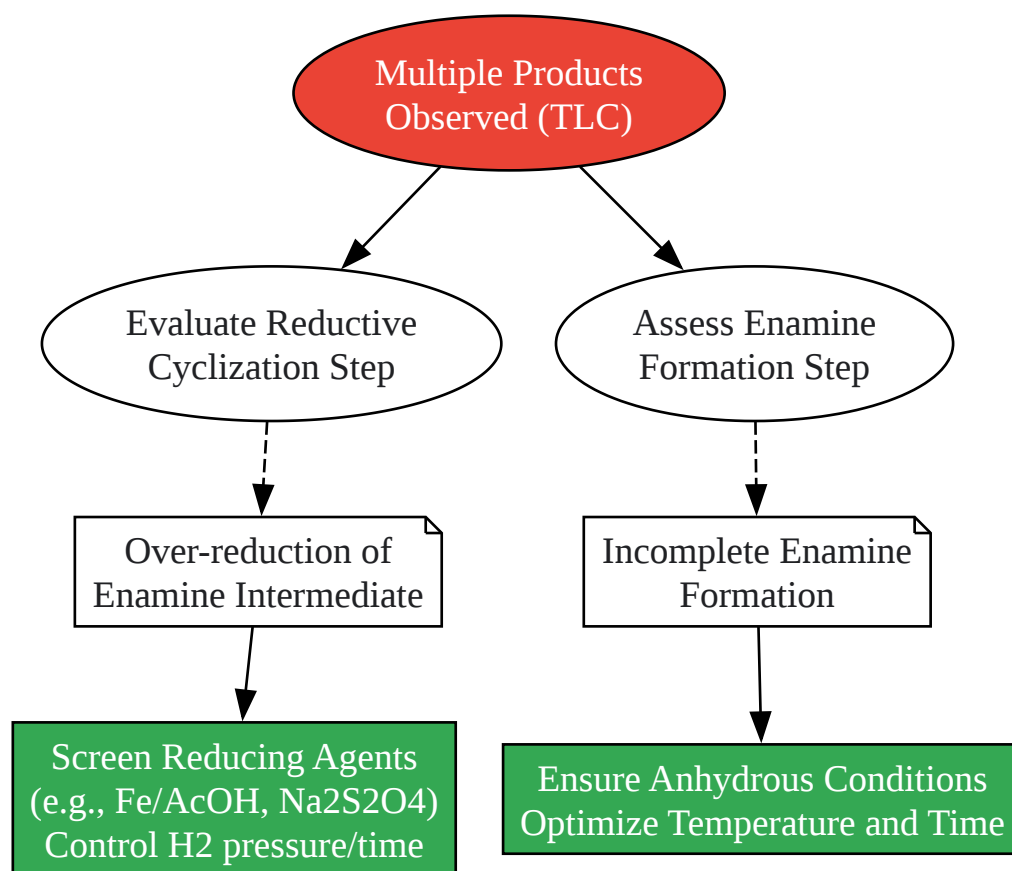 Multiple Products
Observed (TLC)
Evaluate Reductive
Cyclization Step
Assess Enamine
Formation Step
Over-reduction of
Enamine Intermediate
Incomplete Enamine
Formation
Screen Reducing Agents
(e.g., Fe/AcOH, Na2S2O4)
Control H2 pressure/time
Ensure Anhydrous Conditions
Optimize Temperature and Time